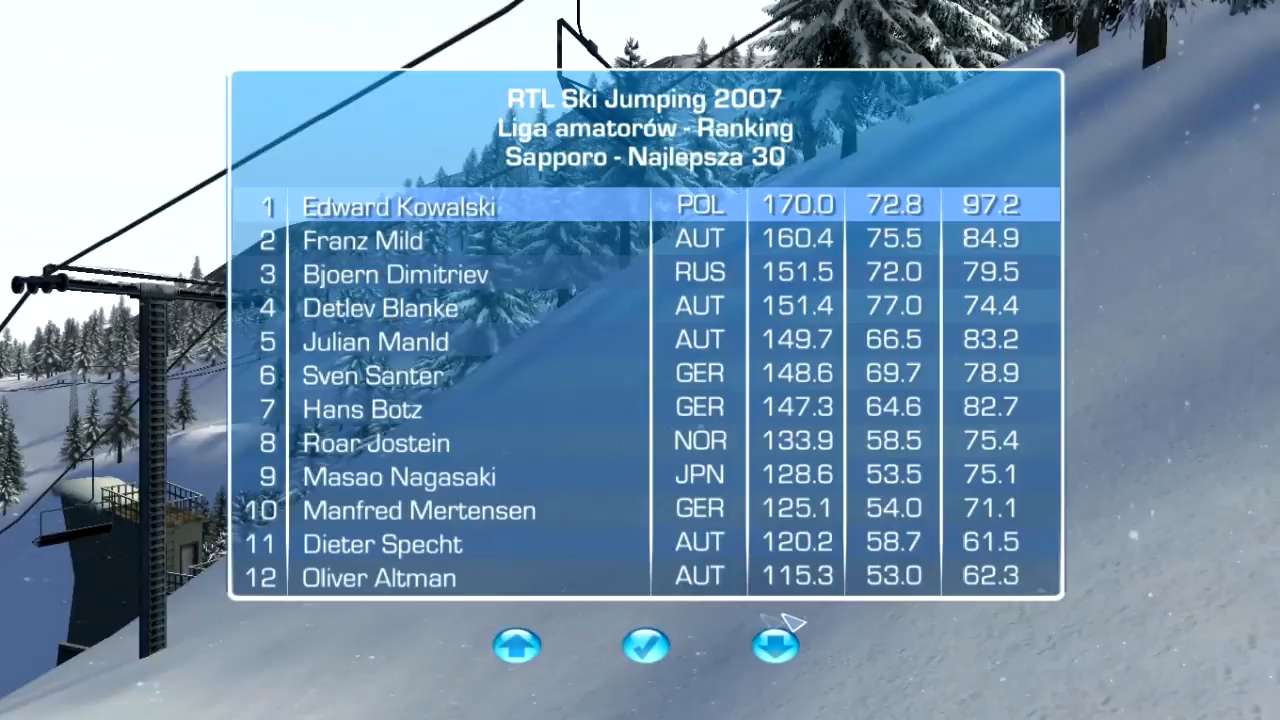 RTL Ski Jumping 2007
Liga amatorów - Ranking
Sapporo - Najlepsza 30
1 Edward Kowalski POL 170.0 72.8 97.2
2 Franz Mild AUT 160.4 75.5 84.9
3 Bjoern Dimitriev RUS 151.5 72.0 79.5
4 Detlev Blanke AUT 151.4 77.0 74.4
5 Julian Manld AUT 149.7 66.5 83.2
6 Sven Santer GER 148.6 69.7 78.9
7 Hans Botz GER 147.3 64.6 82.7
8 Roar Jostein NOR 133.9 58.5 75.4
9 Masao Nagasaki JPN 128.6 53.5 75.1
10 Manfred Mertensen GER 125.1 54.0 71.1
11 Dieter Specht AUT 120.2 58.7 61.5
12 Oliver Altman AUT 115.3 53.0 62.3